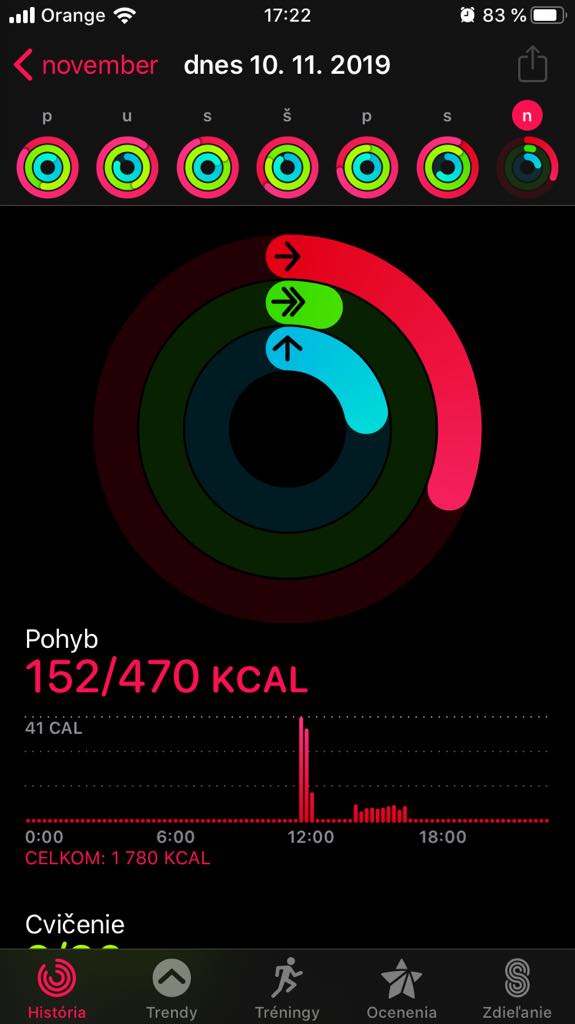 Orange 17:22 83 %
november dnes 10. 11. 2019
p u s š p s n
Pohyb
152/470 KCAL
41 CAL
0:00 6:00 12:00 18:00
CELKOM: 1 780 KCAL
Cvičenie
História Trendy Tréningy Ocenenia Zdieľanie